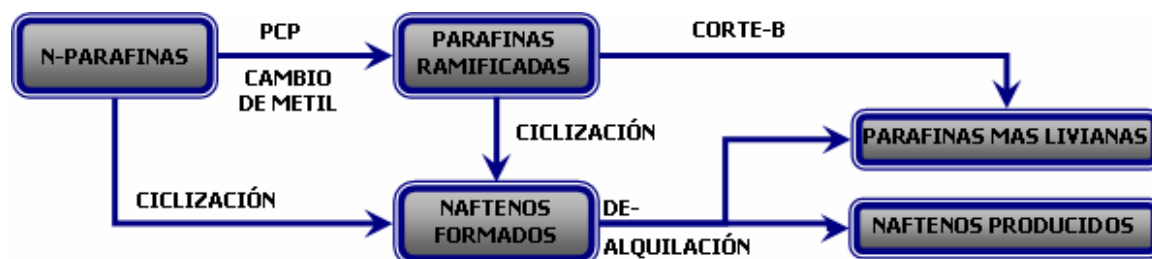 N-PARAFINAS
PCP
CAMBIO
DE METIL
PARAFINAS
RAMIFICADAS
CORTE-B
CICLIZACIÓN
PARAFINAS MAS LIVIANAS
CICLIZACIÓN
NAFTENOS
FORMADOS
DE-
ALQUILACIÓN
NAFTENOS PRODUCIDOS